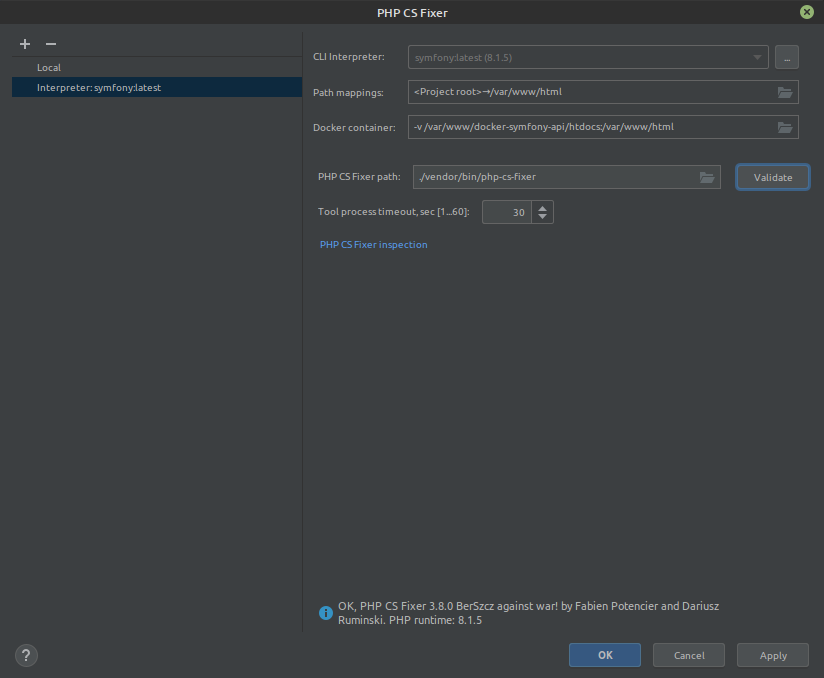 PHP CS Fixer
Local
Interpreter: symfony:latest
CLI Interpreter:
symfony:latest (8.1.5)
...
Path mappings:
<Project root>→/var/www/html
Docker container:
-v /var/www/docker-symfony-api/htdocs:/var/www/html
PHP CS Fixer path:
./vendor/bin/php-cs-fixer
Validate
Tool process timeout, sec [1...60]:
30
PHP CS Fixer inspection
OK, PHP CS Fixer 3.8.0 BerSzcz against war! by Fabien Potencier and Dariusz
Ruminski. PHP runtime: 8.1.5
?
OK
Cancel
Apply